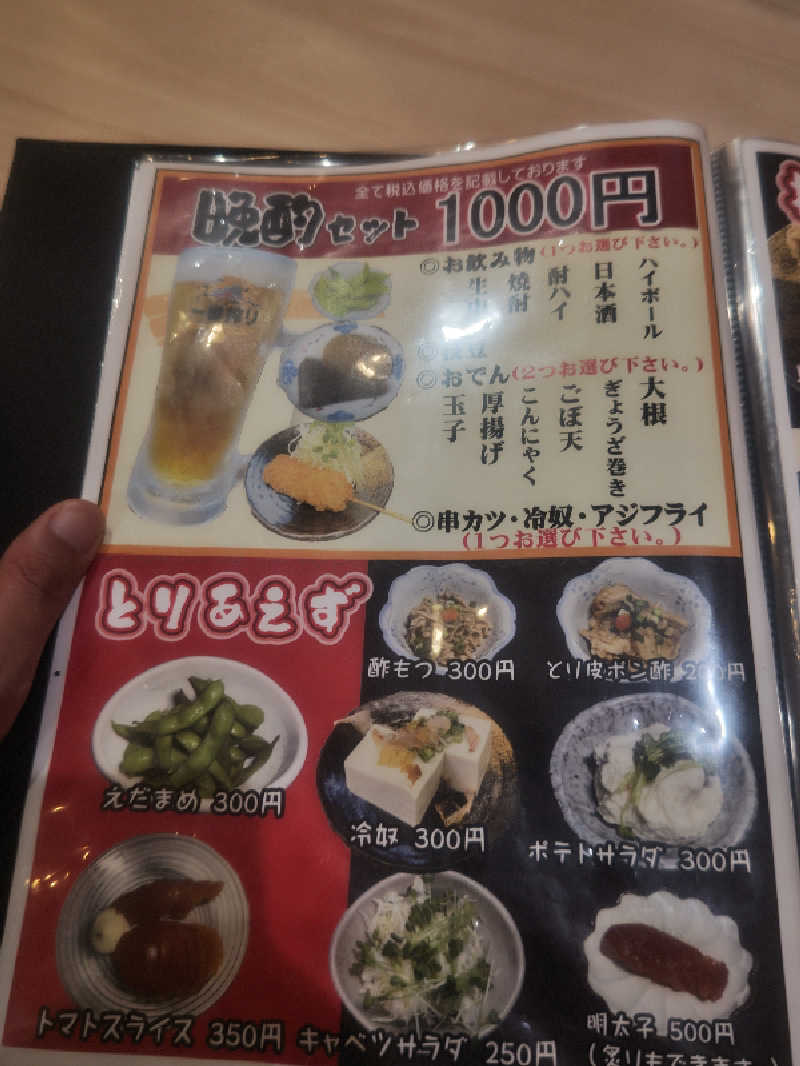 全て税込価格を記載しております
晩酌セット 1000円
◎お飲み物(1つお選び下さい。)
生中
焼酎
酎ハイ
日本酒
ハイボール
◎枝豆
◎おでん(2つお選び下さい。)
玉子
厚揚げ
こんにゃく
ごぼ天
ぎょうざ巻き
大根
◎串カツ・冷奴・アジフライ
(1つお選び下さい。)
とりあえず
酢もつ 300円
とり皮ポン酢
えだまめ 300円
冷奴 300円
ポテトサラダ 300円
トマトスライス 350円
キャベツサラダ 250円
明太子 500円